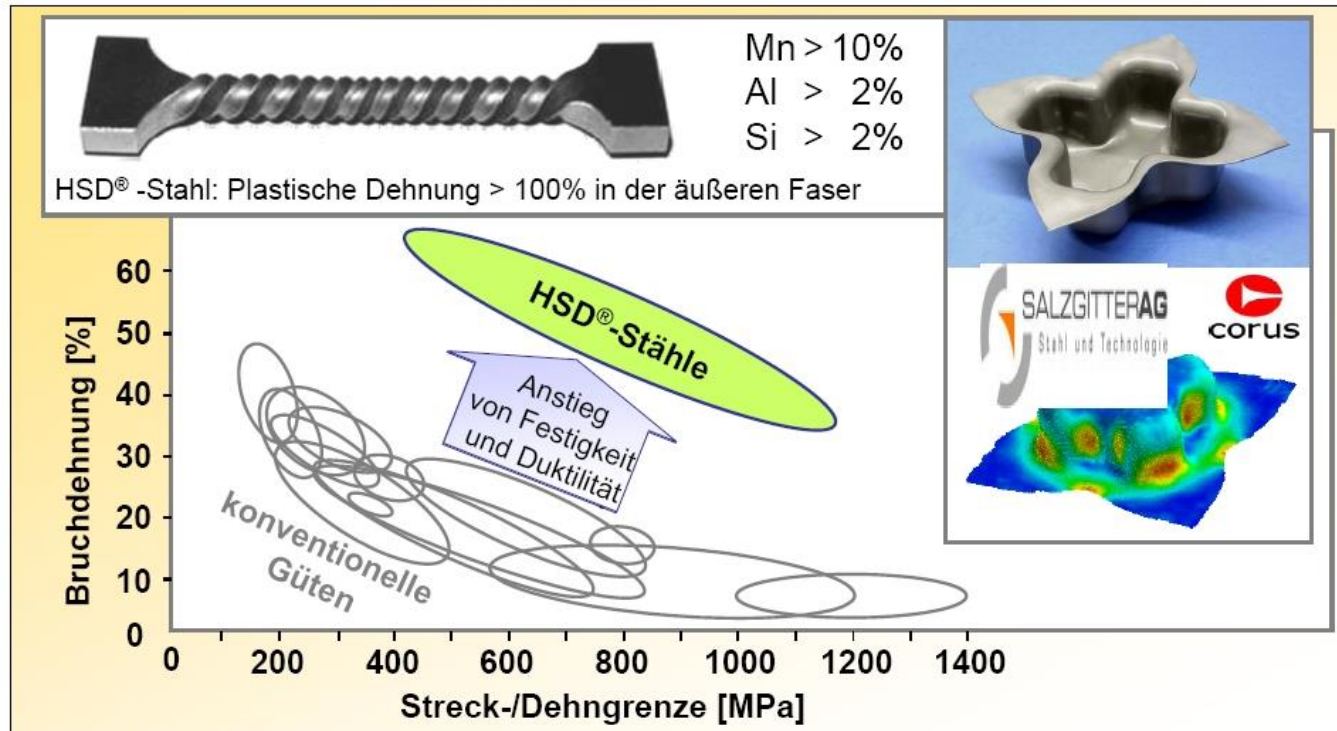 Mn > 10%
Al > 2%
Si > 2%
HSD® -Stahl: Plastische Dehnung > 100% in der äußeren Faser
SALZGITTERAG
Stahl und Technologie
corus
Bruchdehnung [%]
60
50
40
30
20
10
0
HSD®-Stähle
Anstieg
von Festigkeit
und Duktilität
konventionelle
Güten
0 200 400 600 800 1000 1200 1400
Streck-/Dehngrenze [MPa]